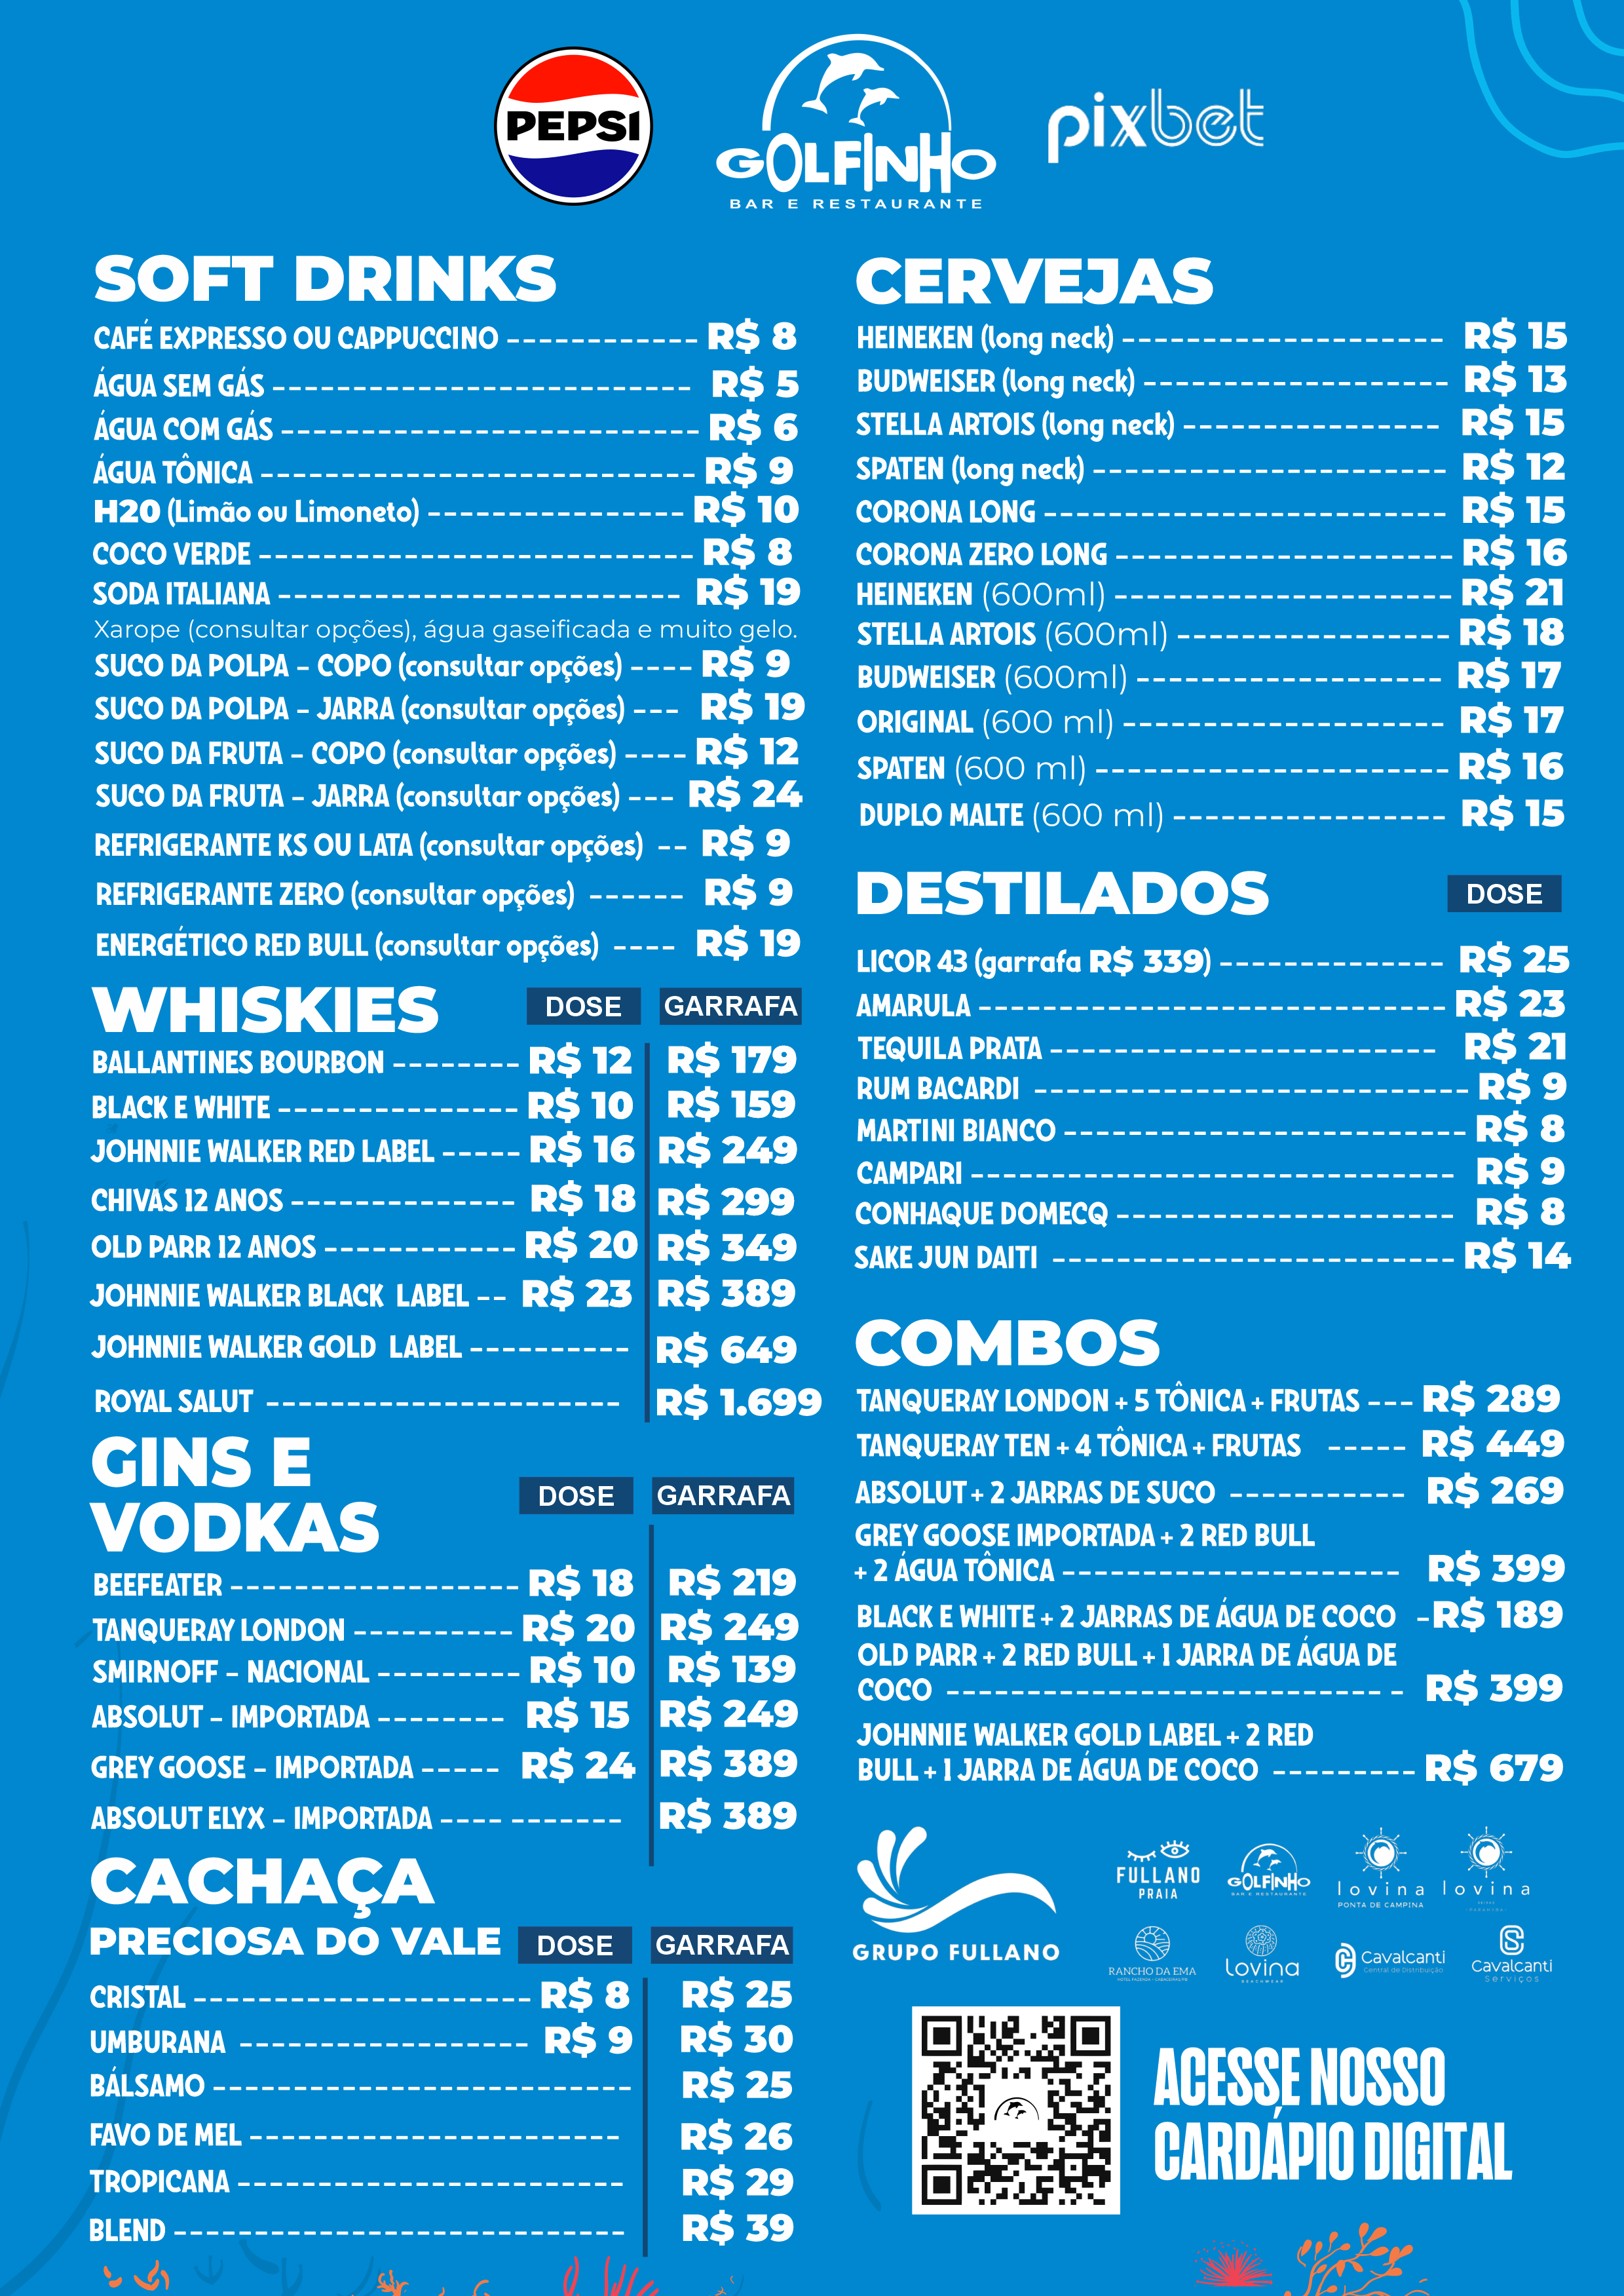 PEPSI
GOLFINHO
BAR E RESTAURANTE
pixbet
SOFT DRINKS
CAFÉ EXPRESSO OU CAPPUCCINO ------------ R$ 8
ÁGUA SEM GÁS -------------------------- R$ 5
ÁGUA COM GÁS -------------------------- R$ 6
ÁGUA TÔNICA --------------------------- R$ 9
H20 (Limão ou Limoneto) ---------------- R$ 10
COCO VERDE --------------------------- R$ 8
SODA ITALIANA ------------------------- R$ 19
Xarope (consultar opções), água gaseificada e muito gelo.
SUCO DA POLPA - COPO (consultar opções) ---- R$ 9
SUCO DA POLPA - JARRA (consultar opções) --- R$ 19
SUCO DA FRUTA - COPO (consultar opções) ---- R$ 12
SUCO DA FRUTA - JARRA (consultar opções) --- R$ 24
REFRIGERANTE KS OU LATA (consultar opções) -- R$ 9
REFRIGERANTE ZERO (consultar opções) ------ R$ 9
ENERGÉTICO RED BULL (consultar opções) ---- R$ 19
WHISKIES DOSE GARRAFA
BALLANTINES BOURBON -------- R$ 12 R$ 179
BLACK E WHITE --------------- R$ 10 R$ 159
JOHNNIE WALKER RED LABEL ----- R$ 16 R$ 249
CHIVAS 12 ANOS -------------- R$ 18 R$ 299
OLD PARR 12 ANOS ------------ R$ 20 R$ 349
JOHNNIE WALKER BLACK LABEL -- R$ 23 R$ 389
JOHNNIE WALKER GOLD LABEL ---------- R$ 649
ROYAL SALUT ---------------------- R$ 1.699
GINS E
VODKAS DOSE GARRAFA
BEEFEATER ------------------ R$ 18 R$ 219
TANQUERAY LONDON ---------- R$ 20 R$ 249
SMIRNOFF - NACIONAL --------- R$ 10 R$ 139
ABSOLUT - IMPORTADA -------- R$ 15 R$ 249
GREY GOOSE - IMPORTADA ----- R$ 24 R$ 389
ABSOLUT ELYX - IMPORTADA ---- ------- R$ 389
CACHAÇA
PRECIOSA DO VALE DOSE GARRAFA
CRISTAL --------------------- R$ 8 R$ 25
UMBURANA ------------------ R$ 9 R$ 30
BÁLSAMO -------------------------- R$ 25
FAVO DE MEL ----------------------- R$ 26
TROPICANA ------------------------ R$ 29
BLEND ---------------------------- R$ 39
CERVEJAS
HEINEKEN (long neck) -------------------- R$ 15
BUDWEISER (long neck) ------------------- R$ 13
STELLA ARTOIS (long neck) ---------------- R$ 15
SPATEN (long neck) ---------------------- R$ 12
CORONA LONG ------------------------- R$ 15
CORONA ZERO LONG --------------------- R$ 16
HEINEKEN (600ml) --------------------- R$ 21
STELLA ARTOIS (600ml) ----------------- R$ 18
BUDWEISER (600ml) ------------------- R$ 17
ORIGINAL (600 ml) -------------------- R$ 17
SPATEN (600 ml) ---------------------- R$ 16
DUPLO MALTE (600 ml) ----------------- R$ 15
DESTILADOS DOSE
LICOR 43 (garrafa R$ 339) -------------- R$ 25
AMARULA ----------------------------- R$ 23
TEQUILA PRATA ------------------------ R$ 21
RUM BACARDI --------------------------- R$ 9
MARTINI BIANCO ------------------------- R$ 8
CAMPARI ------------------------------ R$ 9
CONHAQUE DOMECQ --------------------- R$ 8
SAKE JUN DAITI ------------------------- R$ 14
COMBOS
TANQUERAY LONDON + 5 TÔNICA + FRUTAS --- R$ 289
TANQUERAY TEN + 4 TÔNICA + FRUTAS ----- R$ 449
ABSOLUT + 2 JARRAS DE SUCO ----------- R$ 269
GREY GOOSE IMPORTADA + 2 RED BULL
+ 2 ÁGUA TÔNICA --------------------- R$ 399
BLACK E WHITE + 2 JARRAS DE ÁGUA DE COCO - R$ 189
OLD PARR + 2 RED BULL + 1 JARRA DE ÁGUA DE
COCO --------------------------- - R$ 399
JOHNNIE WALKER GOLD LABEL + 2 RED
BULL + 1 JARRA DE ÁGUA DE COCO --------- R$ 679
GRUPO FULLANO
FULLANO
PRAIA
GOLFINHO
BAR E RESTAURANTE
lovina
PONTA DE CAMPINA
lovina
RANCHO DA EMA
Lovina
BEACHWEAR
Cavalcanti
Central de Distribuição
Cavalcanti
Serviços
ACESSE NOSSO
CARDÁPIO DIGITAL